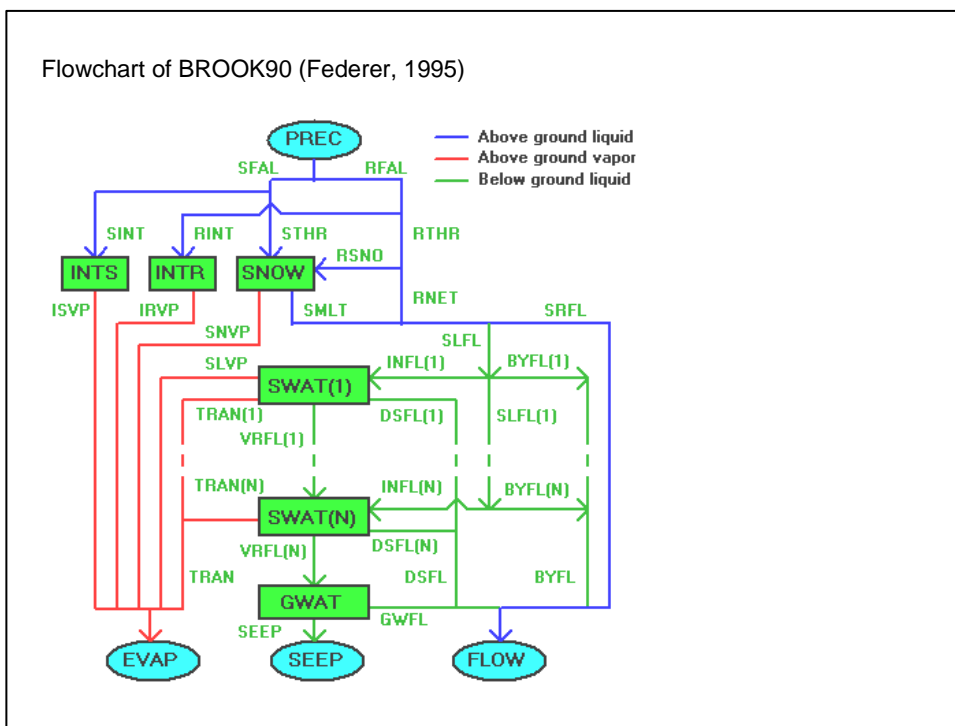 Flowchart of BROOK90 (Federer, 1995)
PREC
Above ground liquid
Above ground vapor
Below ground liquid
SFAL RFAL
SINT RINT STHR RTHR
RSNO
INTS INTR SNOW
ISVP IRVP SMLT RNET SRFL
SNVP
SLFL
SLVP INFL(1) BYFL(1)
SWAT(1)
TRAN(1) DSFL(1) SLFL(1)
VRFL(1)
TRAN(N) INFL(N) BYFL(N)
SWAT(N)
VRFL(N) DSFL(N)
TRAN DSFL BYFL
GWAT
GWFL
SEEP
EVAP SEEP FLOW